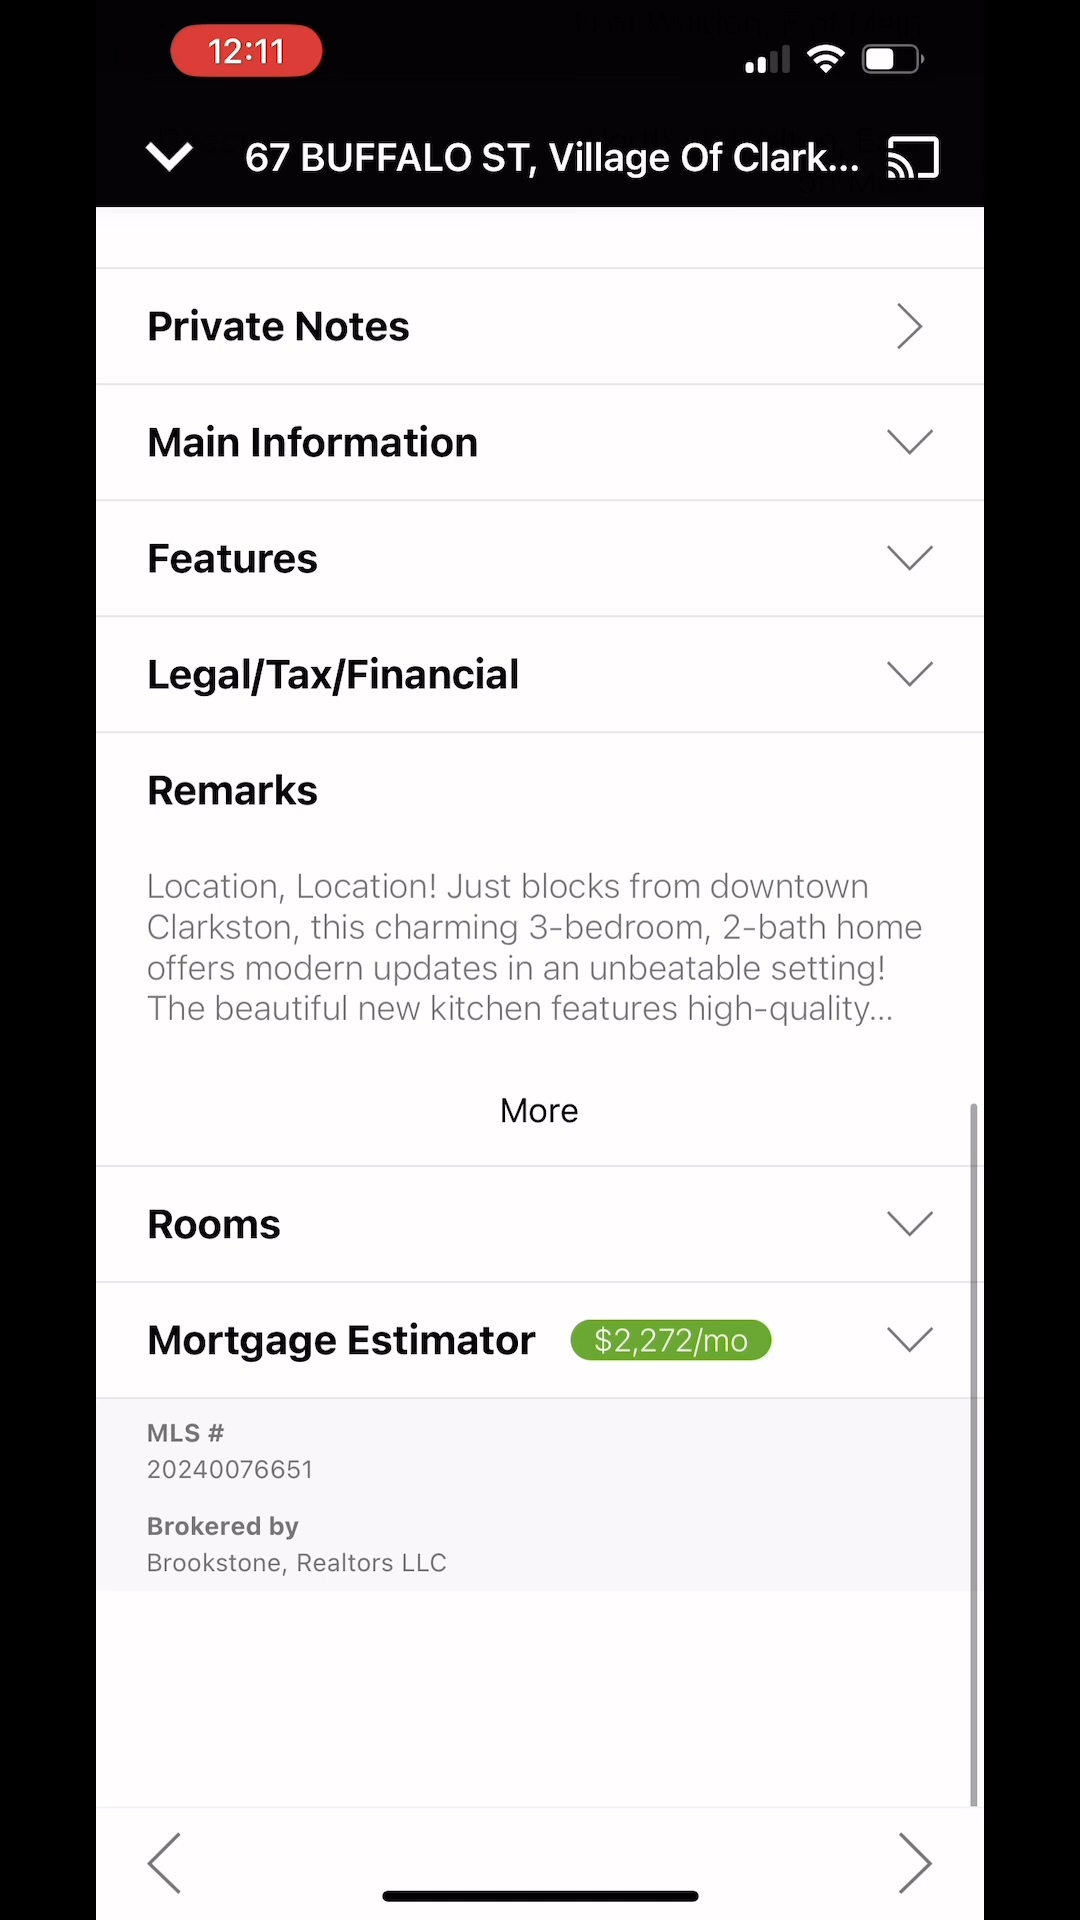 12:11
67 BUFFALO ST, Village Of Clark...
Private Notes
Main Information
Features
Legal/Tax/Financial
Remarks
Location, Location! Just blocks from downtown
Clarkston, this charming 3-bedroom, 2-bath home
offers modern updates in an unbeatable setting!
The beautiful new kitchen features high-quality...
More
Rooms
Mortgage Estimator $2,272/mo
MLS #
20240076651
Brokered by
Brookstone, Realtors LLC